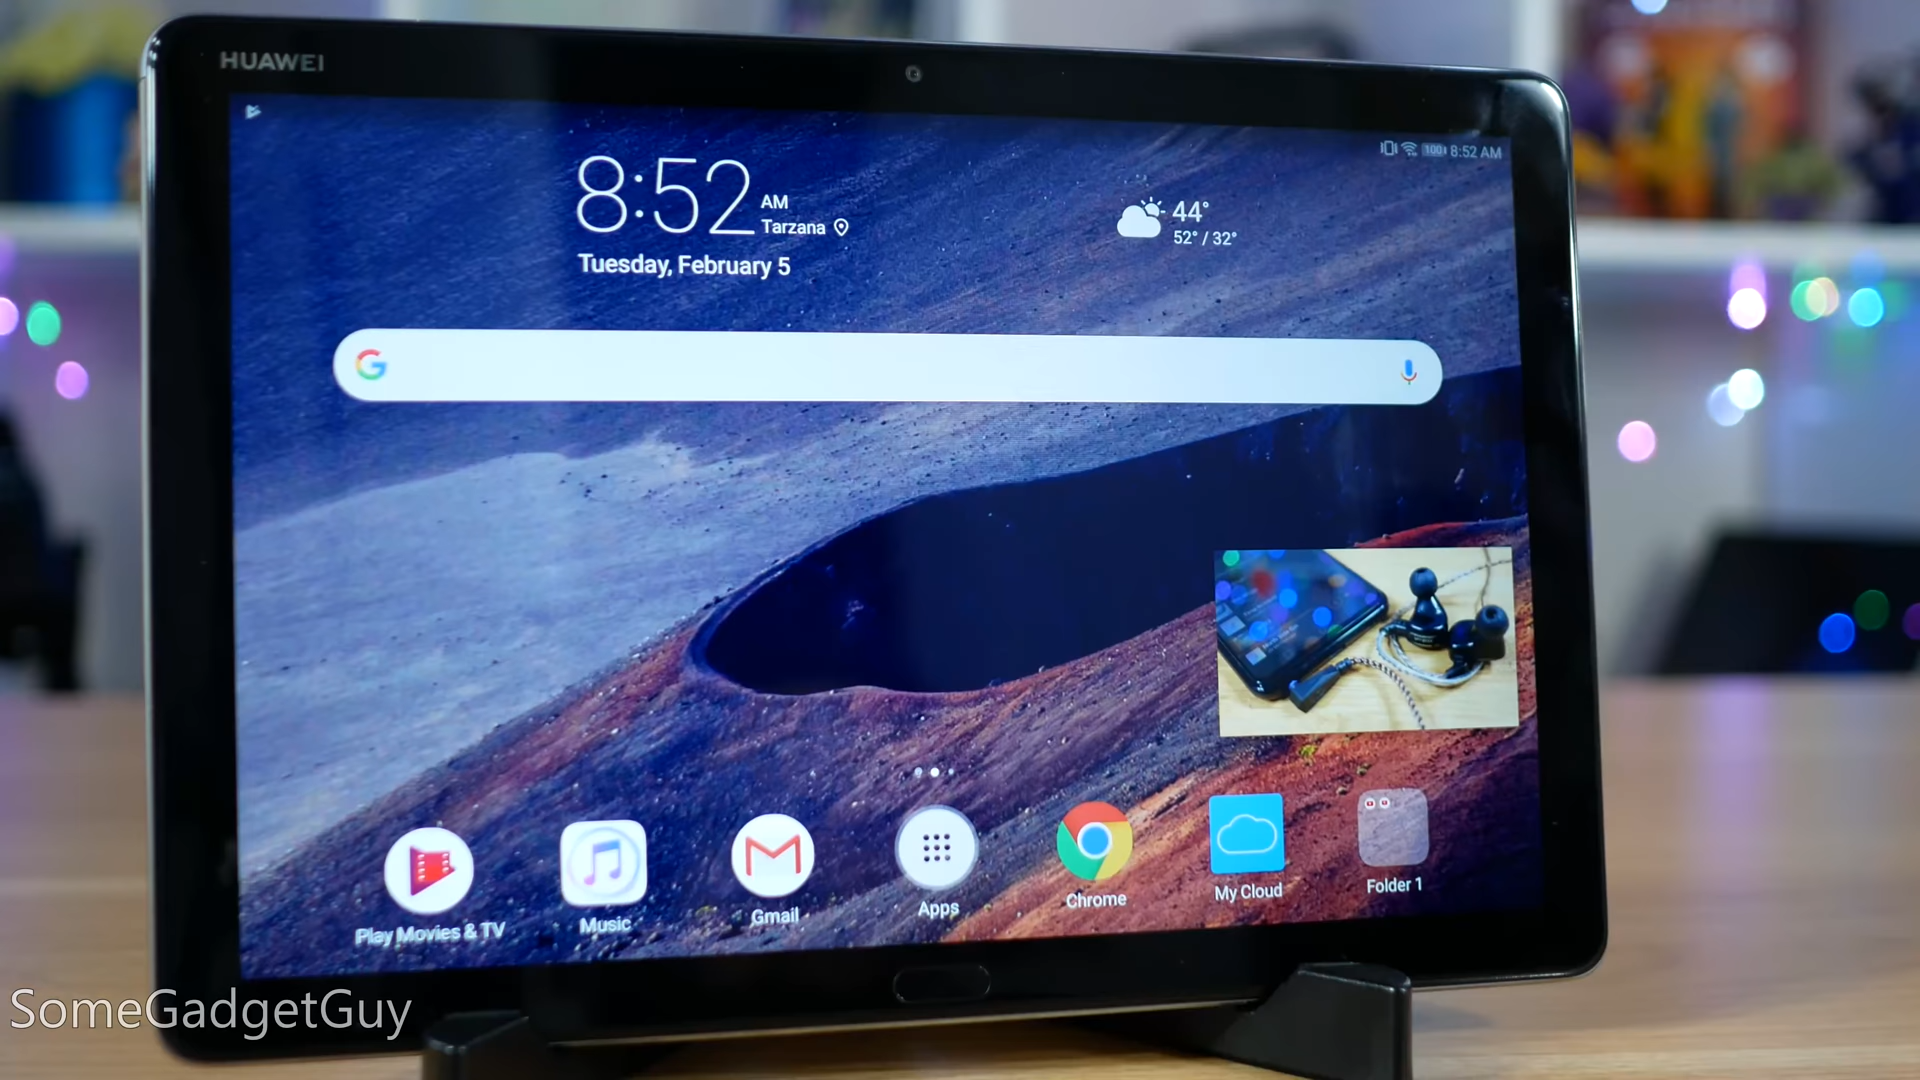 HUAWEI
100 8:52 AM
8:52 AM
Tarzana
Tuesday, February 5
44°
52° / 32°
Play Movies & TV
Music
Gmail
Apps
Chrome
My Cloud
Folder 1
SomeGadgetGuy